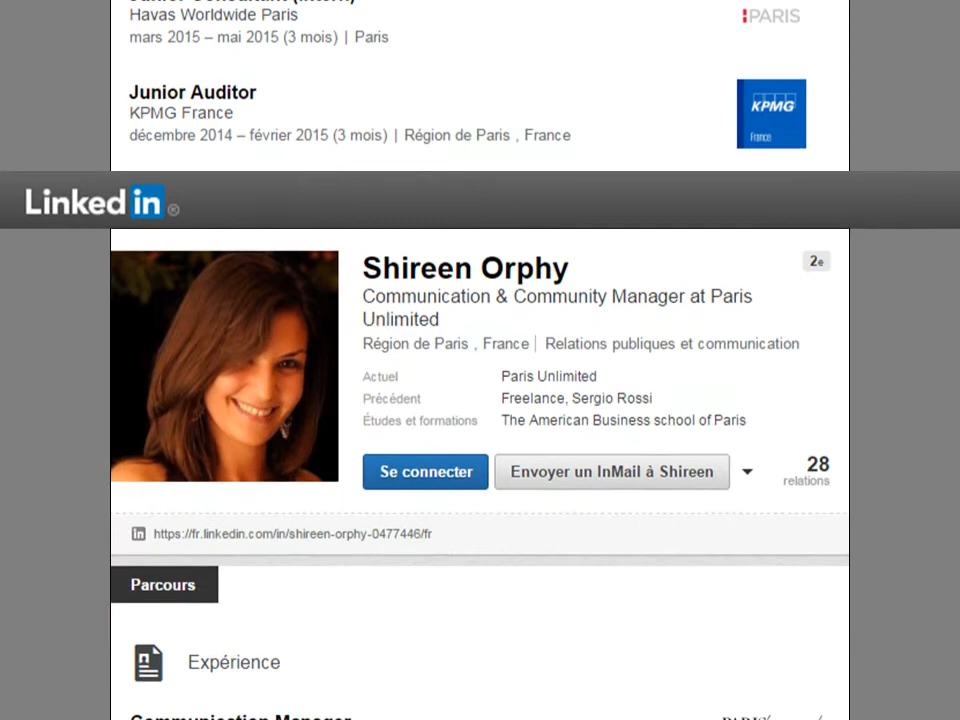 Junior Consultant (Intern)
Havas Worldwide Paris
PARIS
mars 2015 – mai 2015 (3 mois) | Paris
Junior Auditor
KPMG France
KPMG
décembre 2014 – février 2015 (3 mois) | Région de Paris , France
France
Linked in ®
Shireen Orphy
2e
Communication & Community Manager at Paris
Unlimited
Région de Paris , France | Relations publiques et communication
Actuel Paris Unlimited
Précédent Freelance, Sergio Rossi
Études et formations The American Business school of Paris
Se connecter Envoyer un InMail à Shireen 28
relations
in https://fr.linkedin.com/in/shireen-orphy-0477446/fr
Parcours
Expérience
Communication Manager